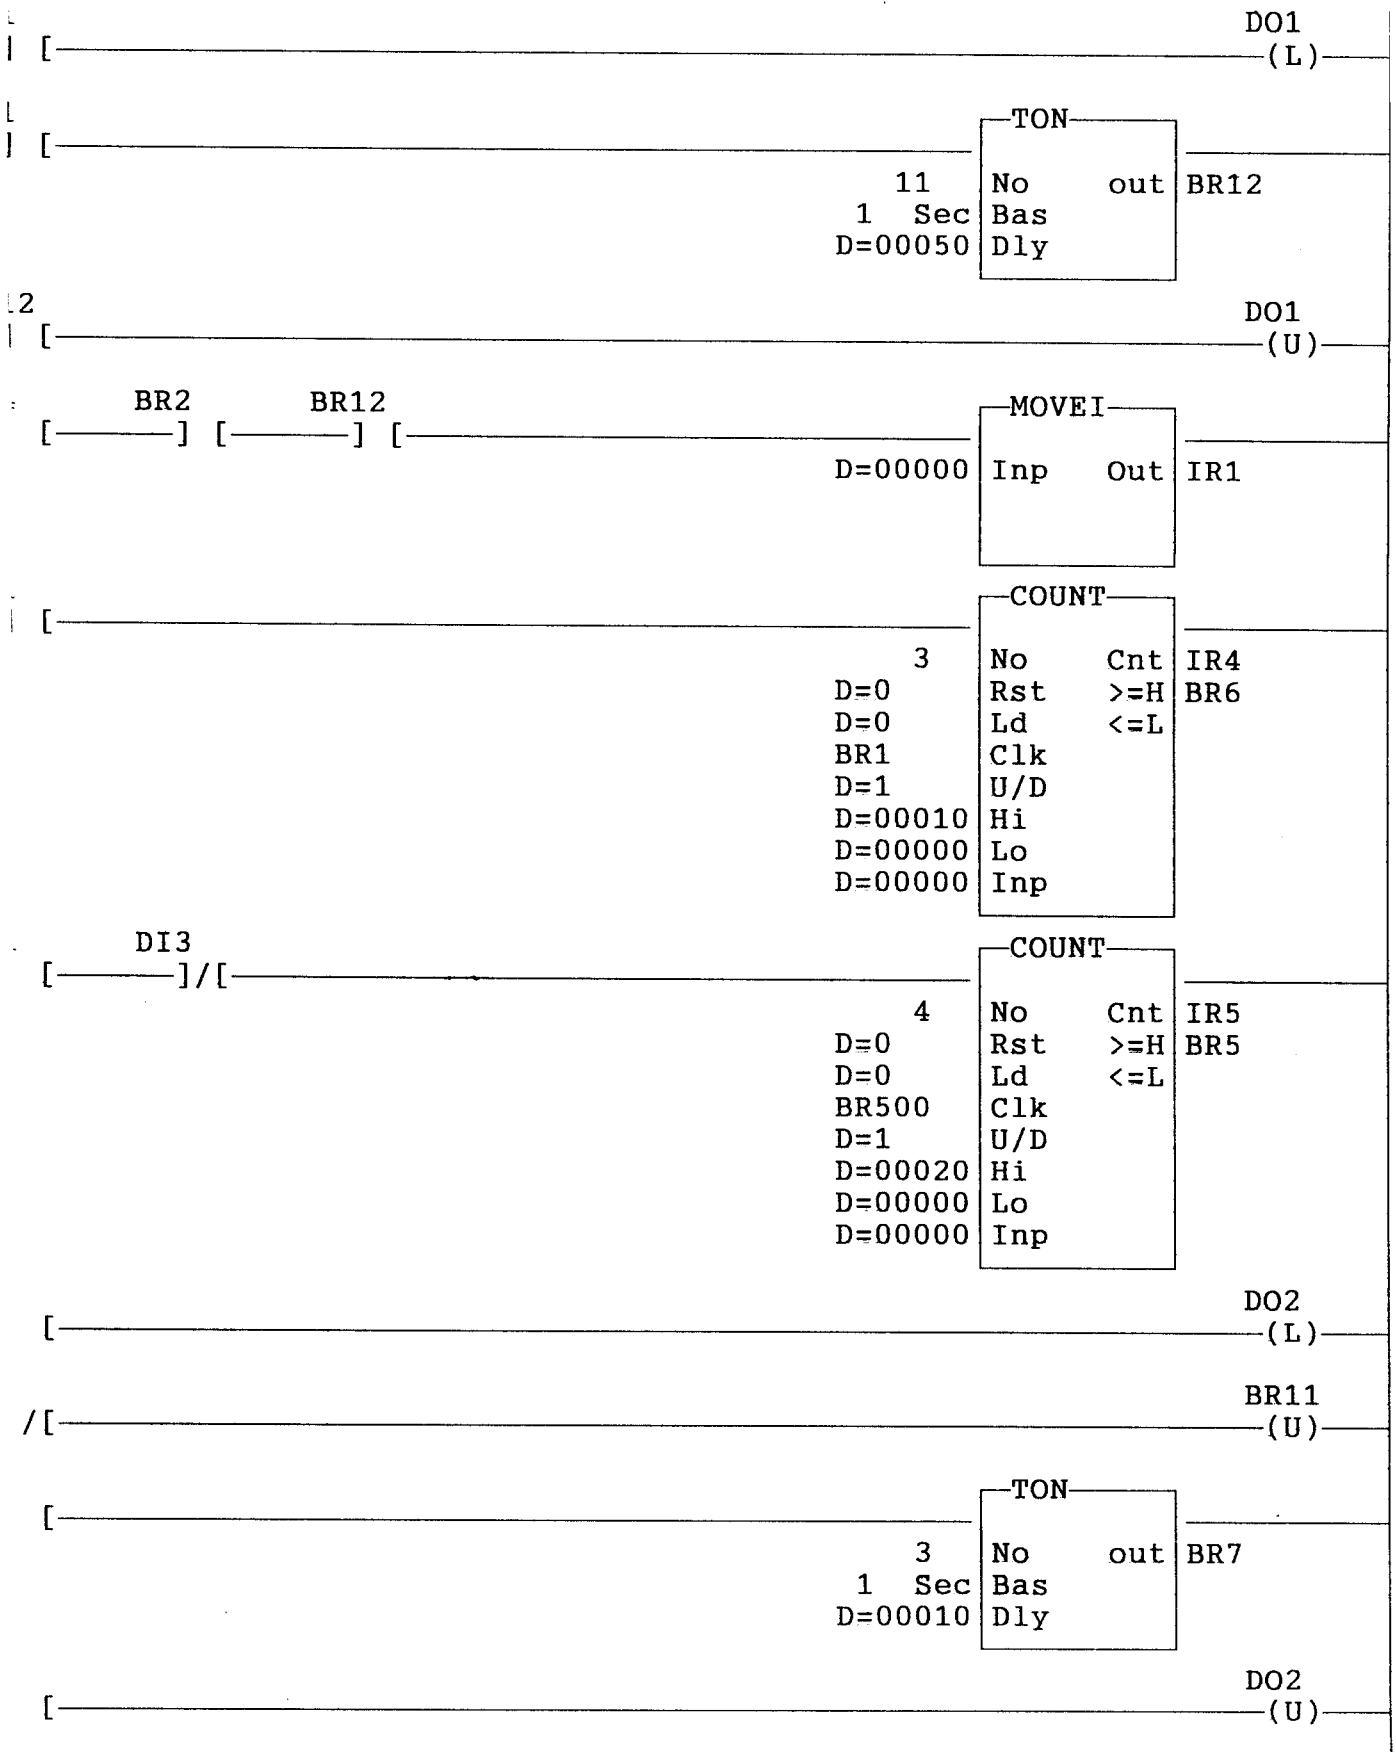 DO1
] [ (L)
TON
] [
11 No out BR12
1 Sec Bas
D=00050 Dly
2 DO1
[ (U)
BR2 BR12 MOVEI
[ ] [ ] [
D=00000 Inp Out IR1
COUNT
[
3 No Cnt IR4
D=0 Rst >=H BR6
D=0 Ld <=L
BR1 Clk
D=1 U/D
D=00010 Hi
D=00000 Lo
D=00000 Inp
DI3 COUNT
[ ]/[
4 No Cnt IR5
D=0 Rst >=H BR5
D=0 Ld <=L
BR500 Clk
D=1 U/D
D=00020 Hi
D=00000 Lo
D=00000 Inp
DO2
[ (L)
BR11
/[ (U)
TON
[
3 No out BR7
1 Sec Bas
D=00010 Dly
DO2
[ (U)